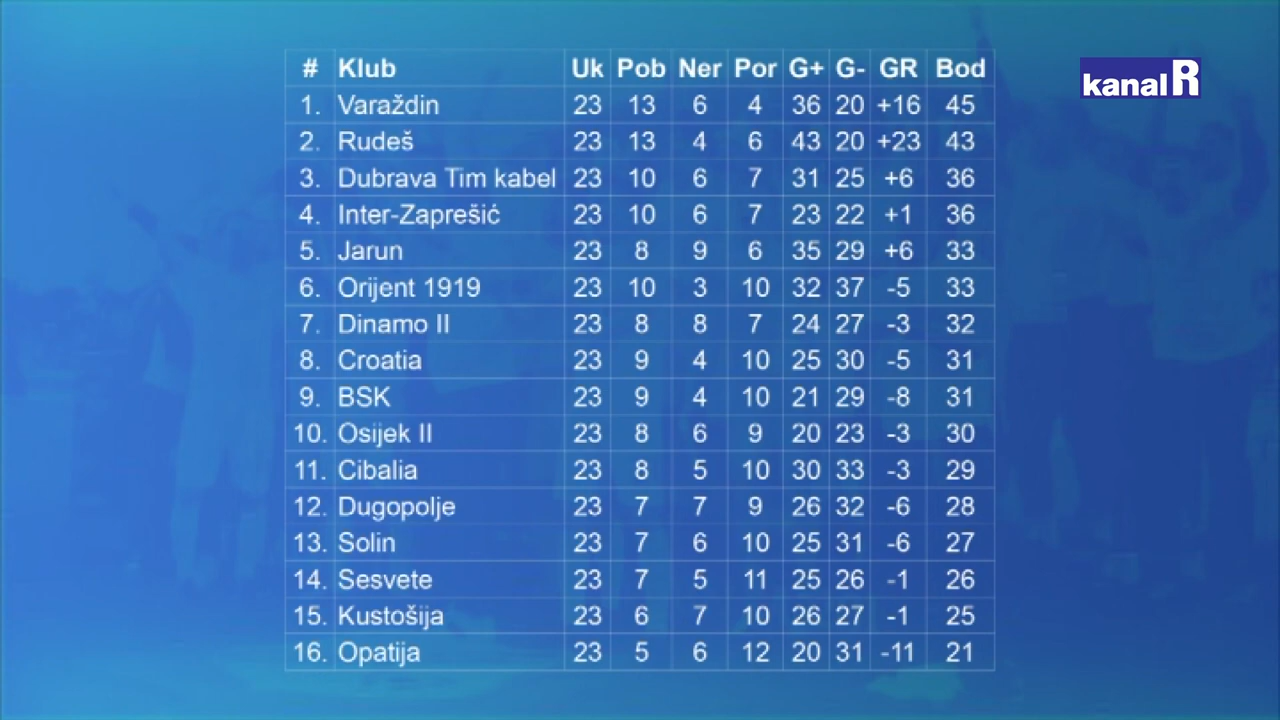 # Klub Uk Pob Ner Por G+ G- GR Bod
1. Varaždin 23 13 6 4 36 20 +16 45
2. Rudeš 23 13 4 6 43 20 +23 43
3. Dubrava Tim kabel 23 10 6 7 31 25 +6 36
4. Inter-Zaprešić 23 10 6 7 23 22 +1 36
5. Jarun 23 8 9 6 35 29 +6 33
6. Orijent 1919 23 10 3 10 32 37 -5 33
7. Dinamo II 23 8 8 7 24 27 -3 32
8. Croatia 23 9 4 10 25 30 -5 31
9. BSK 23 9 4 10 21 29 -8 31
10. Osijek II 23 8 6 9 20 23 -3 30
11. Cibalia 23 8 5 10 30 33 -3 29
12. Dugopolje 23 7 7 9 26 32 -6 28
13. Solin 23 7 6 10 25 31 -6 27
14. Sesvete 23 7 5 11 25 26 -1 26
15. Kustošija 23 6 7 10 26 27 -1 25
16. Opatija 23 5 6 12 20 31 -11 21
kanal R